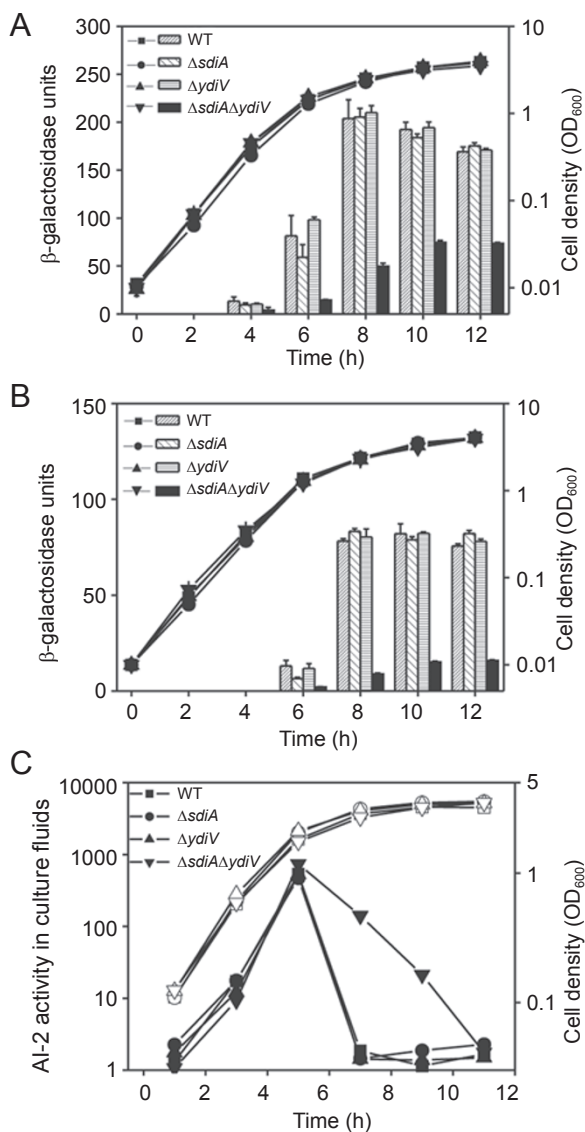 A
300
250
200
150
100
50
0
β-galactosidase units
WT
ΔsdiA
ΔydiV
ΔsdiAΔydiV
10
1
0.1
0.01
Cell density (OD600)
0 2 4 6 8 10 12
Time (h)
B
150
100
50
0
β-galactosidase units
WT
ΔsdiA
ΔydiV
ΔsdiAΔydiV
10
1
0.1
0.01
Cell density (OD600)
0 2 4 6 8 10 12
Time (h)
C
10000
1000
100
10
1
AI-2 activity in culture fluids
WT
ΔsdiA
ΔydiV
ΔsdiAΔydiV
5
1
0.1
Cell density (OD600)
0 2 4 6 8 10 12
Time (h)